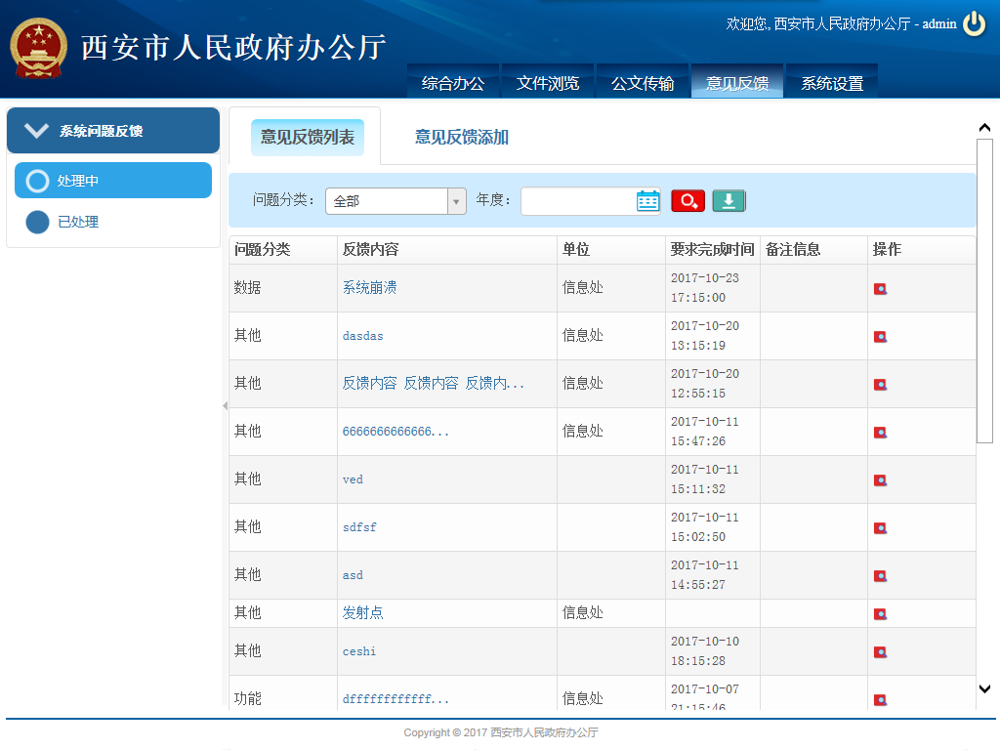 西安市人民政府办公厅
欢迎您, 西安市人民政府办公厅 - admin
综合办公 文件浏览 公文传输 意见反馈 系统设置
系统问题反馈
处理中
已处理
意见反馈列表 意见反馈添加
问题分类： 全部 年度：
问题分类 反馈内容 单位 要求完成时间 备注信息 操作
数据 系统崩溃 信息处 2017-10-23
17:15:00
其他 dasdas 信息处 2017-10-20
13:15:19
其他 反馈内容 反馈内容 反馈内... 信息处 2017-10-20
12:55:15
其他 6666666666666... 信息处 2017-10-11
15:47:26
其他 ved 2017-10-11
15:11:32
其他 sdfsf 2017-10-11
15:02:50
其他 asd 2017-10-11
14:55:27
其他 发射点 信息处
其他 ceshi 2017-10-10
18:15:28
功能 dffffffffffff... 信息处 2017-10-07
21:15:46
Copyright © 2017 西安市人民政府办公厅